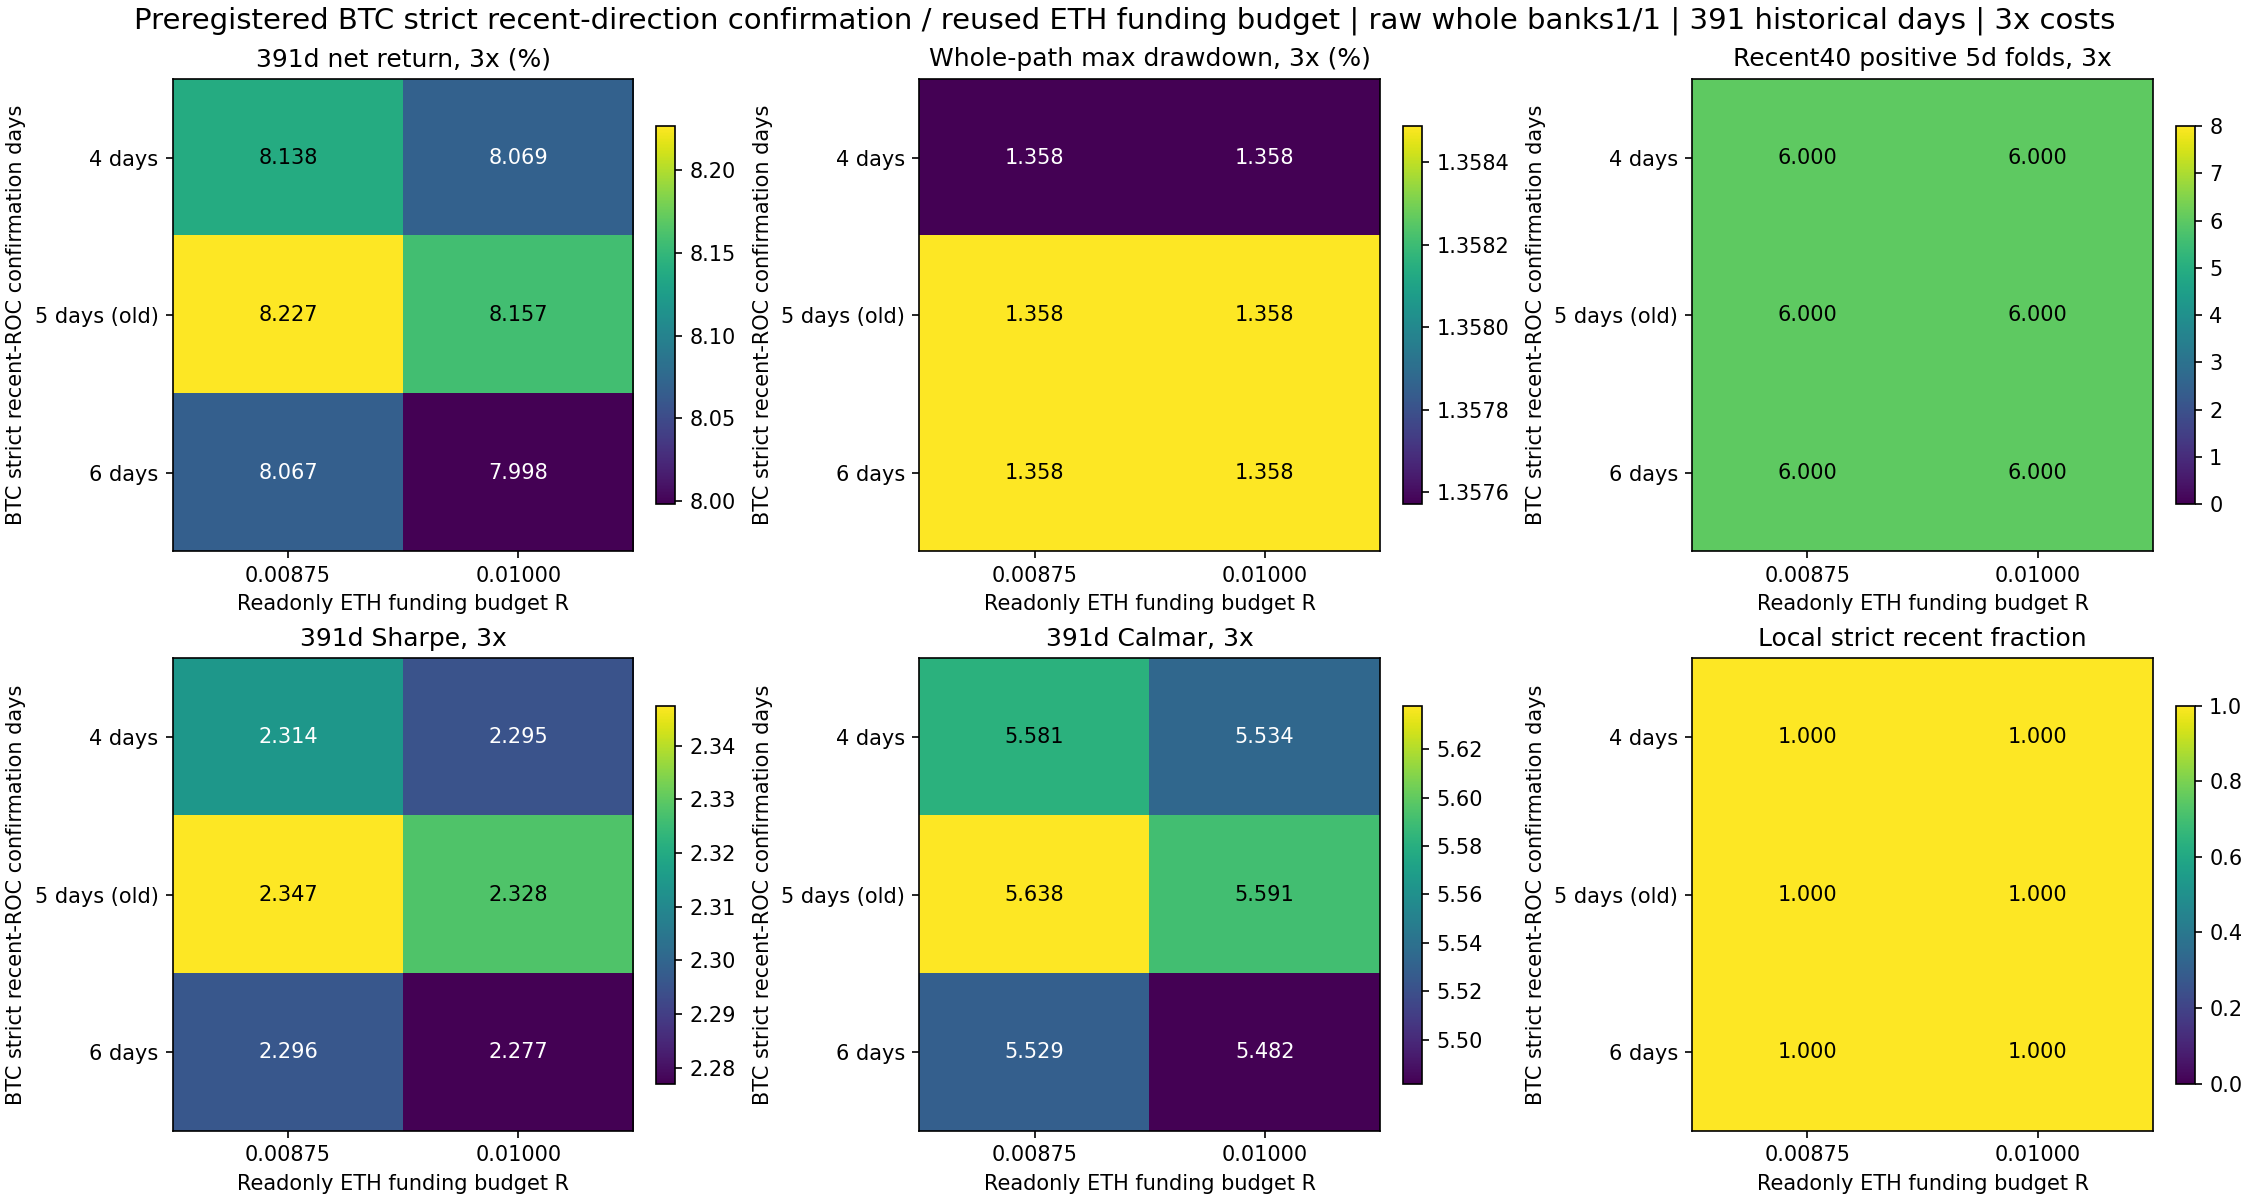 Preregistered BTC strict recent-direction confirmation / reused ETH funding budget | raw whole banks1/1 | 391 historical days | 3x costs
391d net return, 3x (%)
BTC strict recent-ROC confirmation days
4 days
5 days (old)
6 days
8.138 8.069
8.227 8.157
8.067 7.998
0.00875 0.01000
Readonly ETH funding budget R
8.20
8.15
8.10
8.05
8.00
Whole-path max drawdown, 3x (%)
BTC strict recent-ROC confirmation days
4 days
5 days (old)
6 days
1.358 1.358
1.358 1.358
1.358 1.358
0.00875 0.01000
Readonly ETH funding budget R
1.3584
1.3582
1.3580
1.3578
1.3576
Recent40 positive 5d folds, 3x
BTC strict recent-ROC confirmation days
4 days
5 days (old)
6 days
6.000 6.000
6.000 6.000
6.000 6.000
0.00875 0.01000
Readonly ETH funding budget R
8
7
6
5
4
3
2
1
0
391d Sharpe, 3x
BTC strict recent-ROC confirmation days
4 days
5 days (old)
6 days
2.314 2.295
2.347 2.328
2.296 2.277
0.00875 0.01000
Readonly ETH funding budget R
2.34
2.33
2.32
2.31
2.30
2.29
2.28
391d Calmar, 3x
BTC strict recent-ROC confirmation days
4 days
5 days (old)
6 days
5.581 5.534
5.638 5.591
5.529 5.482
0.00875 0.01000
Readonly ETH funding budget R
5.62
5.60
5.58
5.56
5.54
5.52
5.50
Local strict recent fraction
BTC strict recent-ROC confirmation days
4 days
5 days (old)
6 days
1.000 1.000
1.000 1.000
1.000 1.000
0.00875 0.01000
Readonly ETH funding budget R
1.0
0.8
0.6
0.4
0.2
0.0